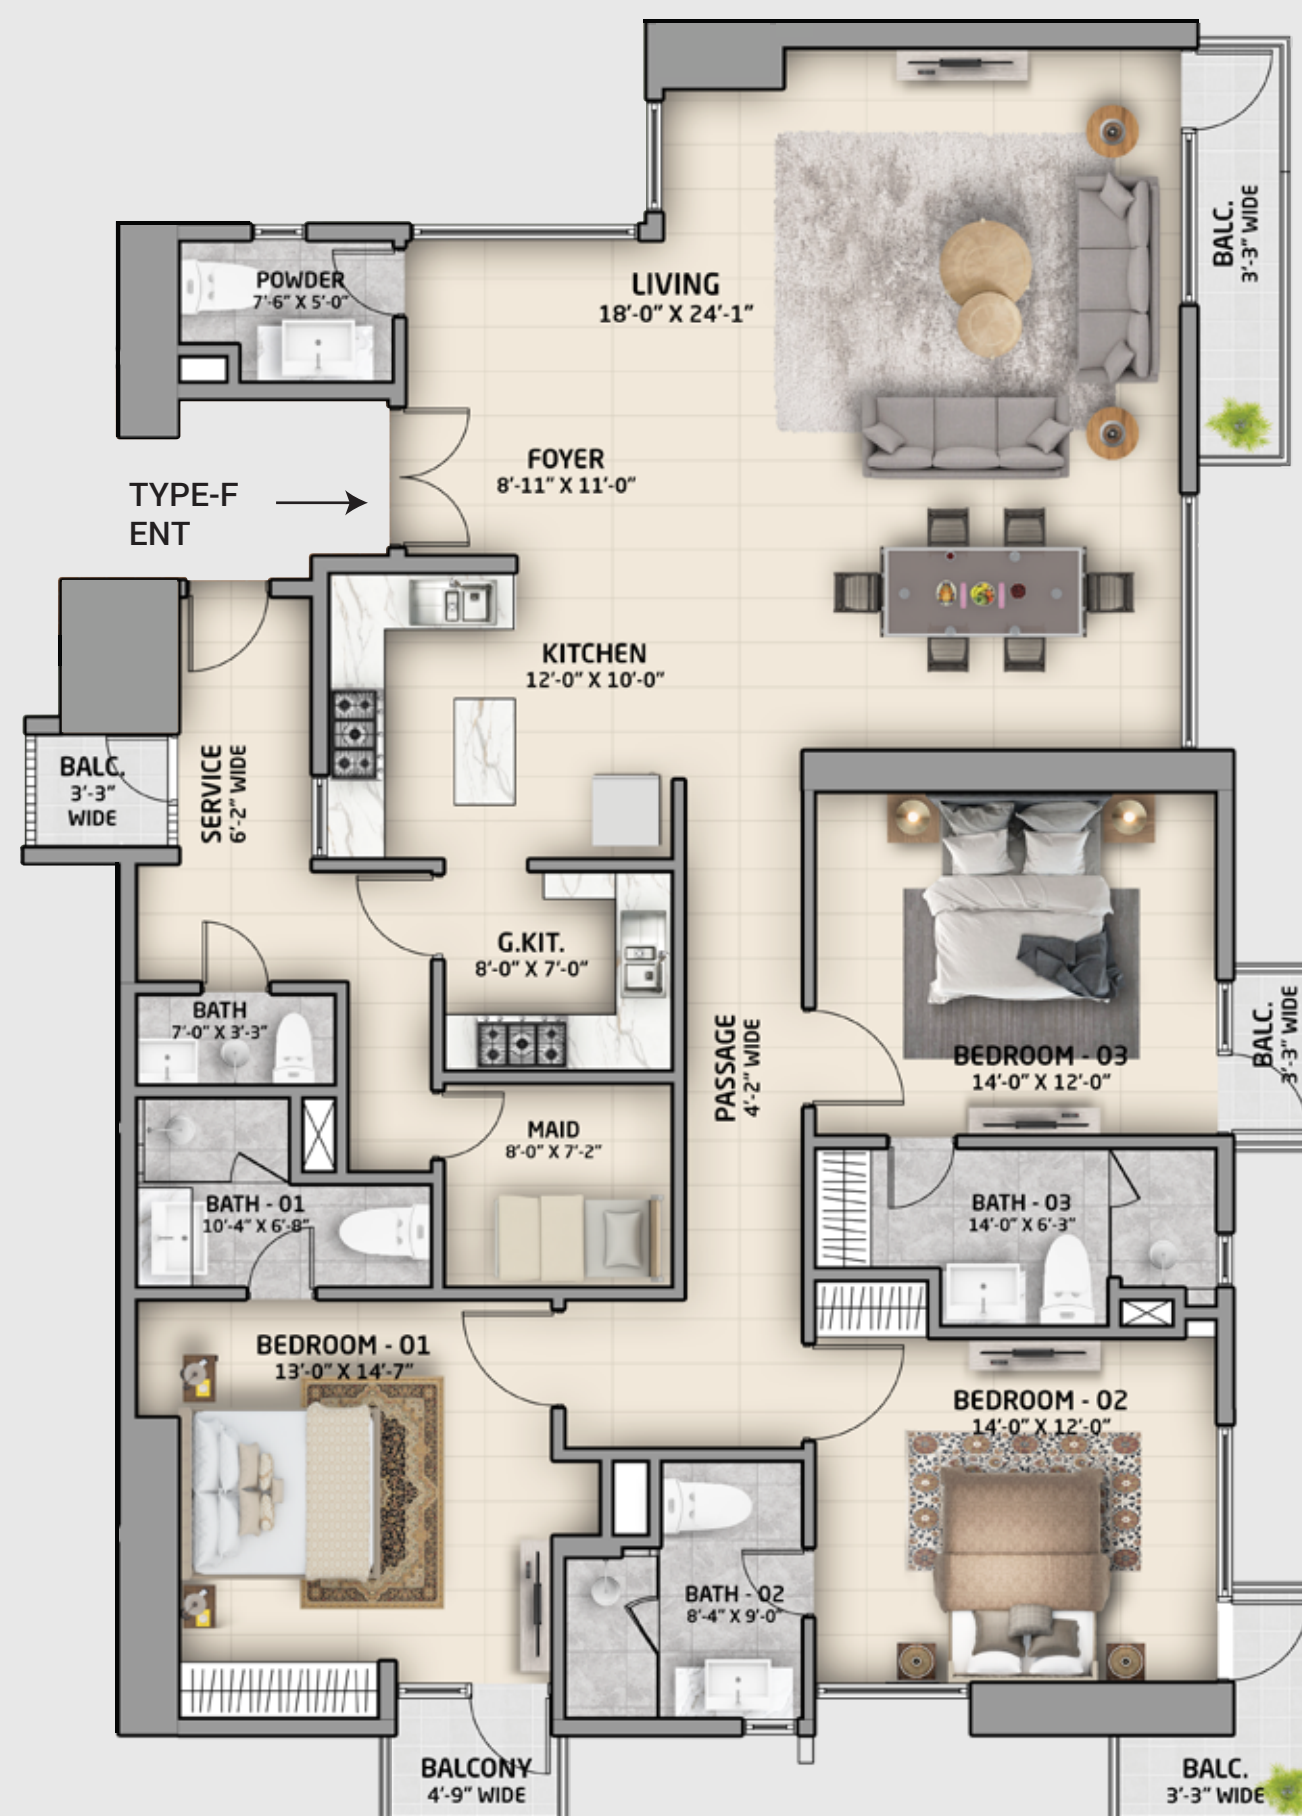 POWDER
7'-6" X 5'-0"
LIVING
18'-0" X 24'-1"
BALC.
3'-3" WIDE
FOYER
8'-11" X 11'-0"
TYPE-F
ENT
KITCHEN
12'-0" X 10'-0"
BALC.
3'-3"
WIDE
SERVICE
6'-2" WIDE
G.KIT.
8'-0" X 7'-0"
BATH
7'-0" X 3'-3"
PASSAGE
4'-2" WIDE
BEDROOM - 03
14'-0" X 12'-0"
BALC.
3'-3" WIDE
MAID
8'-0" X 7'-2"
BATH - 01
10'-4" X 6'-8"
BATH - 03
14'-0" X 6'-3"
BEDROOM - 01
13'-0" X 14'-7"
BEDROOM - 02
14'-0" X 12'-0"
BATH - 02
8'-4" X 9'-0"
BALCONY
4'-9" WIDE
BALC.
3'-3" WIDE